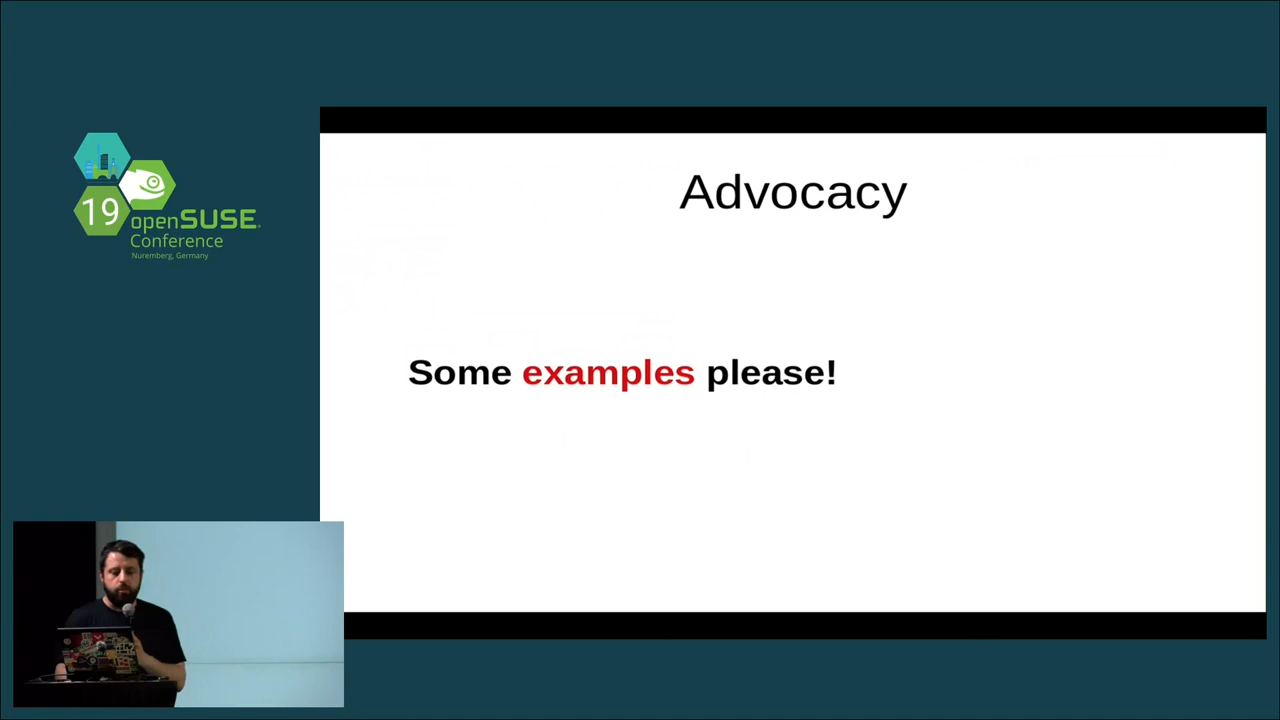 19
openSUSE
Conference
Nuremberg, Germany
Advocacy
Some examples please!